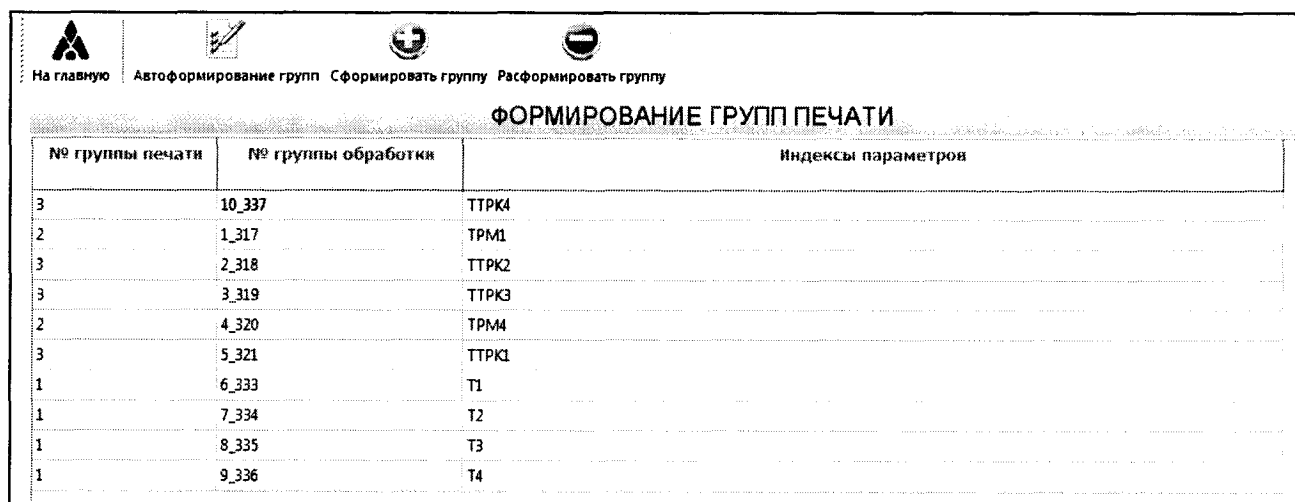 На главную Автоформирование групп Сформировать группу Расформировать группу
ФОРМИРОВАНИЕ ГРУПП ПЕЧАТИ
№ группы печати № группы обработки Индексы параметров
3 10_337 ТТРК4
2 1_317 ТРМ1
3 2_318 ТТРК2
3 3_319 ТТРК3
2 4_320 ТРМ4
3 5_321 ТТРК1
1 6_333 Т1
1 7_334 Т2
1 8_335 Т3
1 9_336 Т4